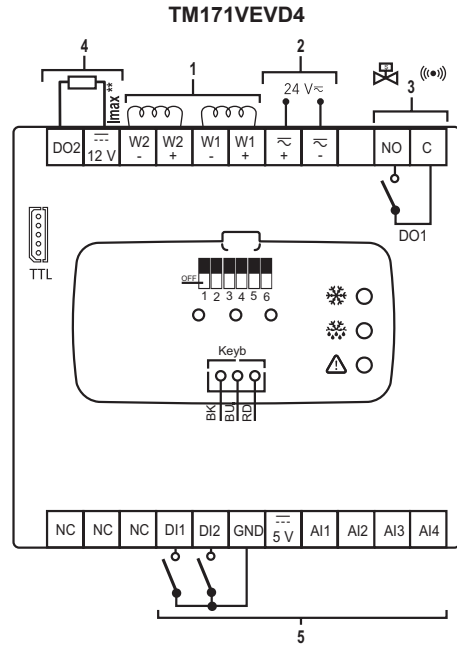 TM171VEVD4
4
1
2
3
24 V
Imax **
DO2 12 V W2 - W2 + W1 - W1 + + - NO C
DO1
TTL
OFF
1 2 3 4 5 6
Keyb
BK BU RD
NC NC NC DI1 DI2 GND 5 V AI1 AI2 AI3 AI4
5